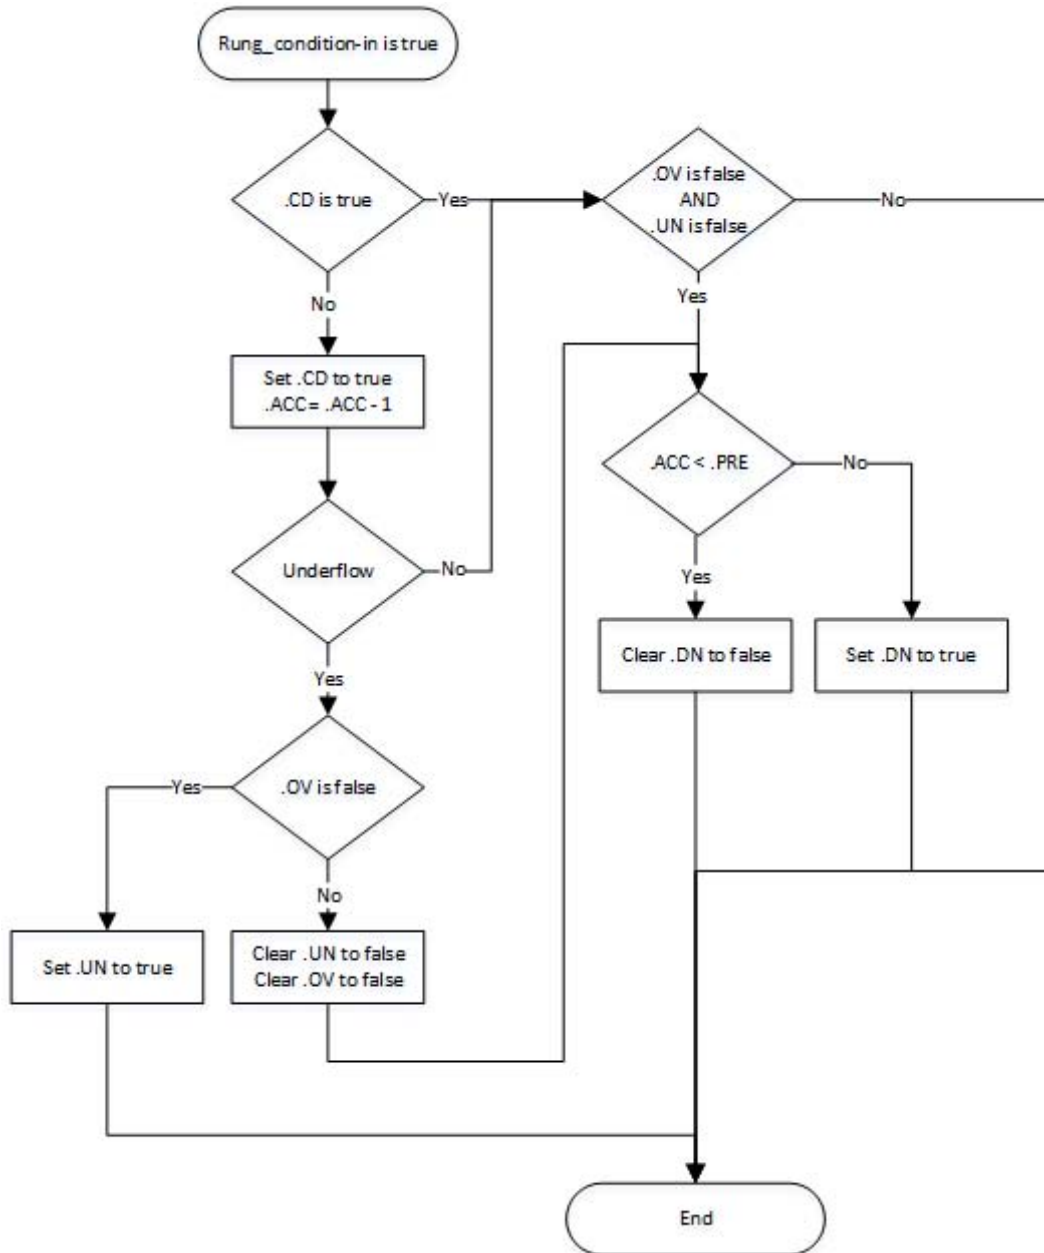 Rung_condition-in is true
.CD is true
Yes
.OV is false
AND
.UN is false
No
No
Yes
Set .CD to true
.ACC = .ACC - 1
.ACC < .PRE
No
Underflow
No
Yes
Clear .DN to false
Set .DN to true
Yes
Yes
.OV is false
No
Set .UN to true
Clear .UN to false
Clear .OV to false
End